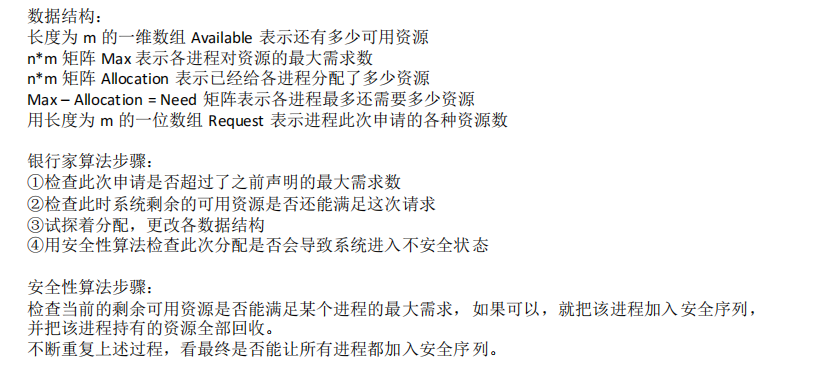 数据结构：
长度为 m 的一维数组 Available 表示还有多少可用资源
n*m 矩阵 Max 表示各进程对资源的最大需求数
n*m 矩阵 Allocation 表示已经给各进程分配了多少资源
Max – Allocation = Need 矩阵表示各进程最多还需要多少资源
用长度为 m 的一位数组 Request 表示进程此次申请的各种资源数
银行家算法步骤：
①检查此次申请是否超过了之前声明的最大需求数
②检查此时系统剩余的可用资源是否还能满足这次请求
③试探着分配，更改各数据结构
④用安全性算法检查此次分配是否会导致系统进入不安全状态
安全性算法步骤：
检查当前的剩余可用资源是否能满足某个进程的最大需求，如果可以，就把该进程加入安全序列，
并把该进程持有的资源全部回收。
不断重复上述过程，看最终是否能让所有进程都加入安全序列。